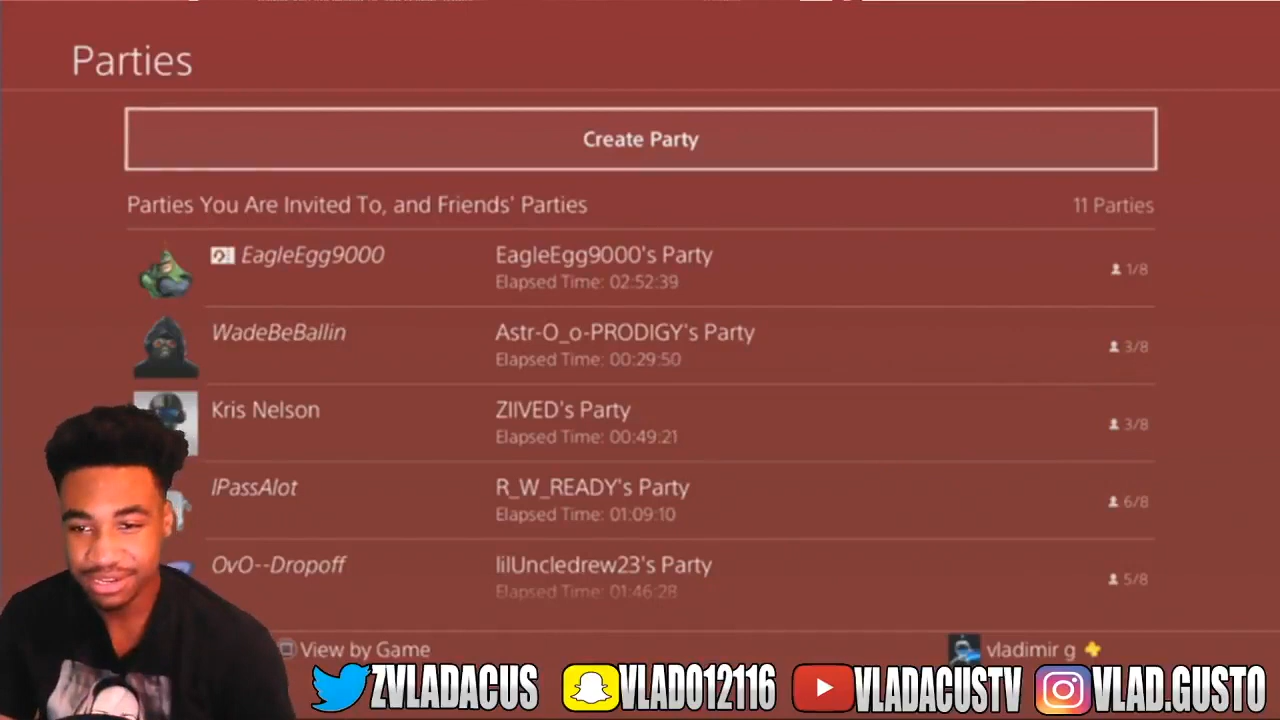 Parties
Create Party
Parties You Are Invited To, and Friends' Parties
11 Parties
EagleEgg9000
EagleEgg9000's Party
Elapsed Time: 02:52:39
1/8
WadeBeBallin
Astr-O_o-PRODIGY's Party
Elapsed Time: 00:29:50
3/8
Kris Nelson
ZIIVED's Party
Elapsed Time: 00:49:21
3/8
IPassAlot
R_W_READY's Party
Elapsed Time: 01:09:10
6/8
OvO--Dropoff
lilUncledrew23's Party
Elapsed Time: 01:46:28
5/8
View by Game
vladimir g
ZVLADACUS
VLAD012116
VLADACUSTV
VLAD.GUSTO